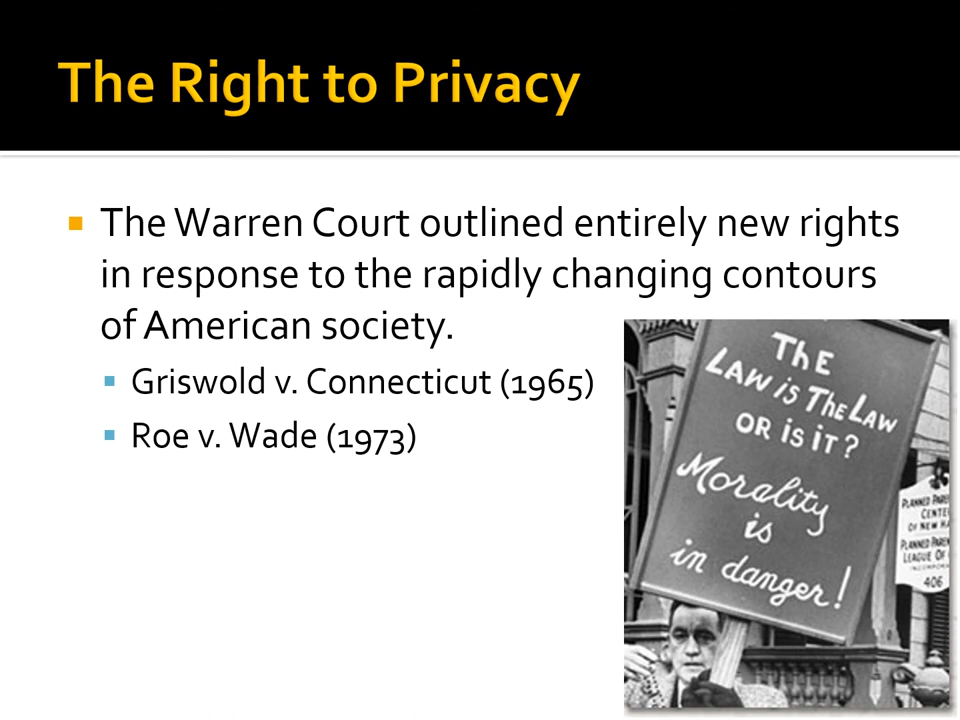 The Right to Privacy
The Warren Court outlined entirely new rights
in response to the rapidly changing contours
of American society.
Griswold v. Connecticut (1965)
Roe v. Wade (1973)
ThE
LAW iS ThE LAW
OR iS iT?
Morality
is
in danger!
PLANNED PAREN
CENTE
OF NEW HA
PLANNED PAREN
LEAGUE OF
INCORPORA
406